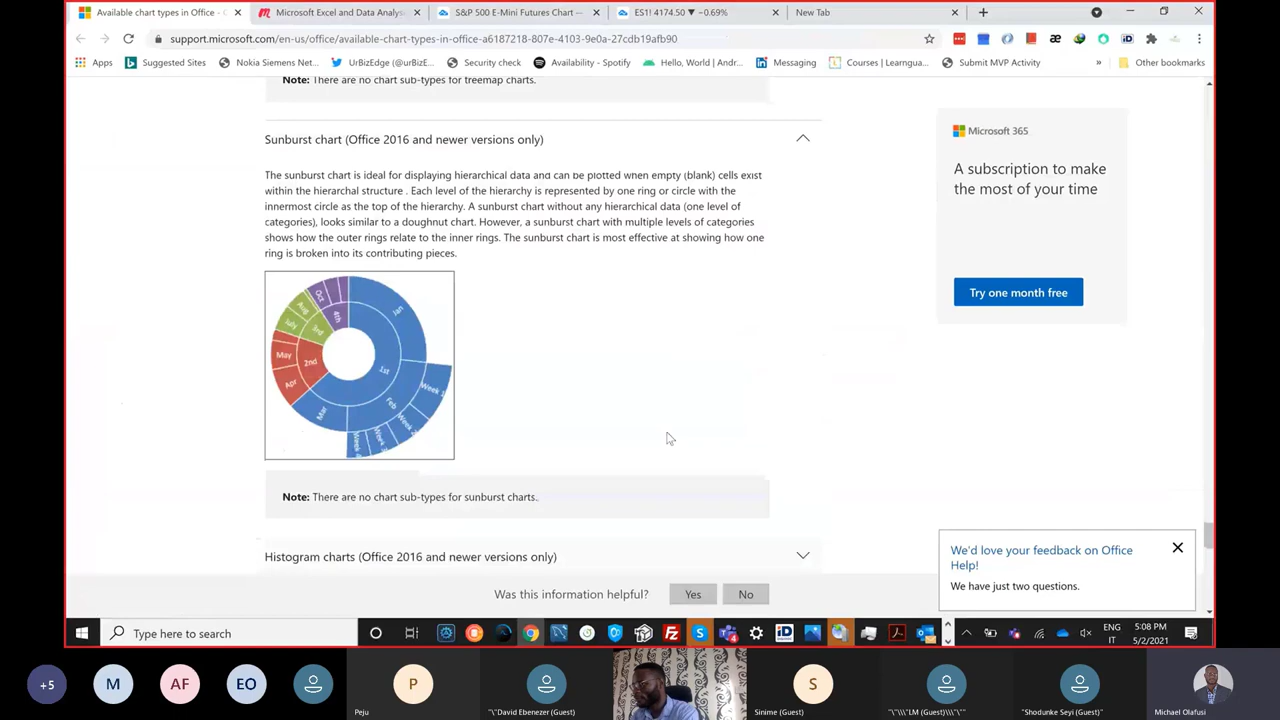 Available chart types in Office - O
Microsoft Excel and Data Analysis
S&P 500 E-Mini Futures Chart —
ES1! 4174.50 ▼ −0.69%
New Tab
support.microsoft.com/en-us/office/available-chart-types-in-office-a6187218-807e-4103-9e0a-27cdb19afb90
Apps
Suggested Sites
Nokia Siemens Net...
UrBizEdge (@urBizE...
Security check
Availability - Spotify
Hello, World | Andr...
Messaging
Courses | Learngua...
Submit MVP Activity
»
Other bookmarks
Note: There are no chart sub-types for treemap charts.
Sunburst chart (Office 2016 and newer versions only)
The sunburst chart is ideal for displaying hierarchical data and can be plotted when empty (blank) cells exist
within the hierarchal structure . Each level of the hierarchy is represented by one ring or circle with the
innermost circle as the top of the hierarchy. A sunburst chart without any hierarchical data (one level of
categories), looks similar to a doughnut chart. However, a sunburst chart with multiple levels of categories
shows how the outer rings relate to the inner rings. The sunburst chart is most effective at showing how one
ring is broken into its contributing pieces.
Oct
4th
Jan
Aug
July
3rd
May
2nd
Apr
1st
Mar
Feb
Week
Week
Week
Week
Note: There are no chart sub-types for sunburst charts.
Histogram charts (Office 2016 and newer versions only)
Was this information helpful?
Yes
No
Microsoft 365
A subscription to make
the most of your time
Try one month free
We'd love your feedback on Office
Help!
We have just two questions.
Type here to search
ENG
IT
5:08 PM
5/2/2021
+5
M
AF
EO
P
Peju
"\"David Ebenezer (Guest)
S
Sinime (Guest)
"\"\\\"LM (Guest)\\\"\""
"Shodunke Seyi (Guest)"
Michael Olafusi